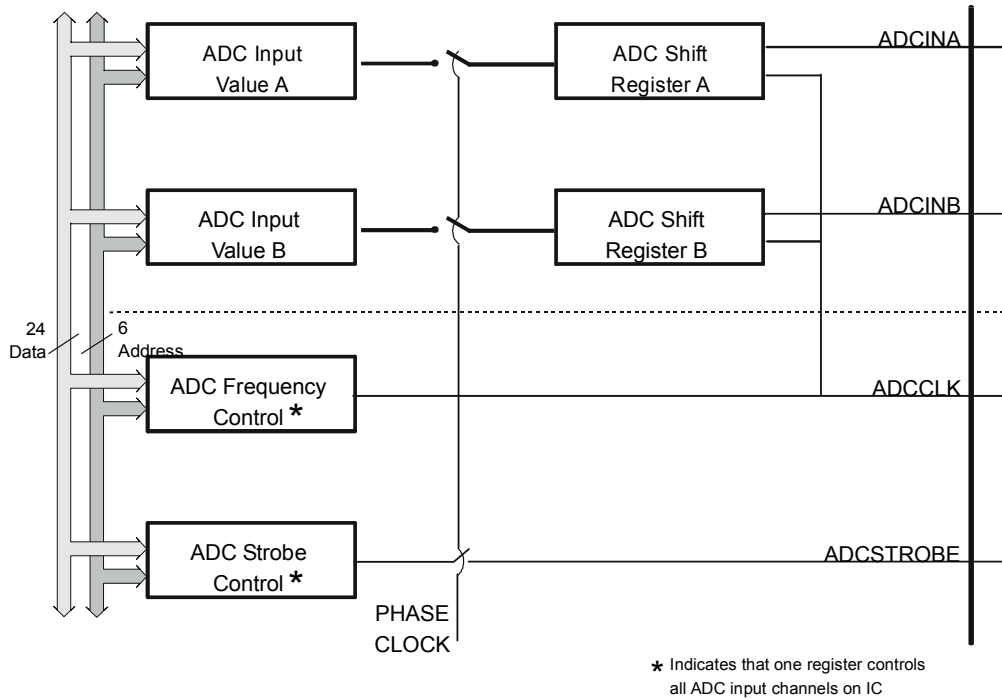 ADC Input
Value A
ADC Shift
Register A
ADCINA
ADC Input
Value B
ADC Shift
Register B
ADCINB
24
Data
6
Address
ADC Frequency
Control *
ADCCLK
ADC Strobe
Control *
ADCSTROBE
PHASE
CLOCK
* Indicates that one register controls
all ADC input channels on IC